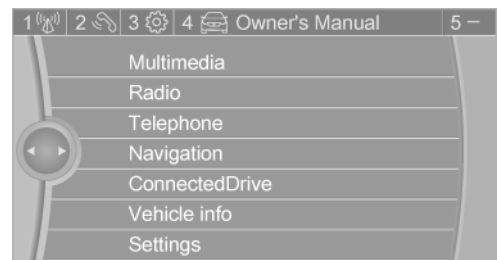 1 2 3 4 Owner's Manual 5 –
Multimedia
Radio
Telephone
Navigation
ConnectedDrive
Vehicle info
Settings